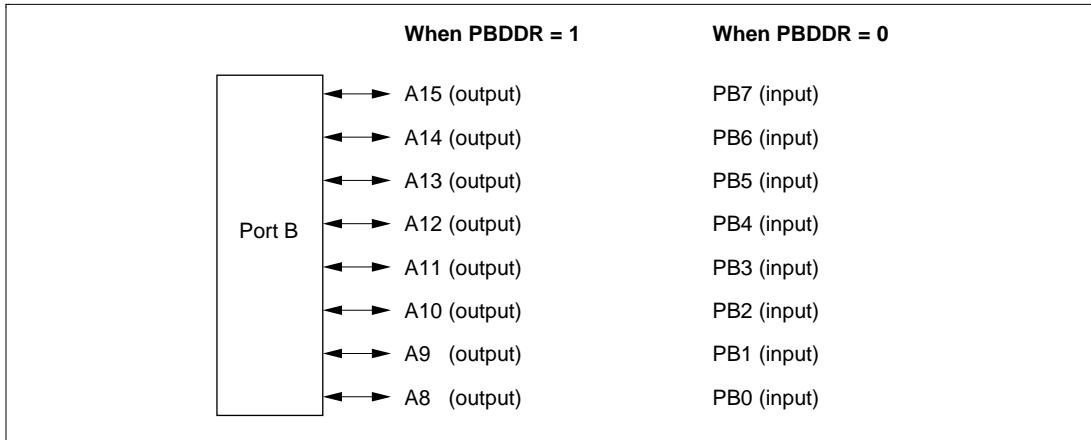 When PBDDR = 1 When PBDDR = 0
A15 (output) PB7 (input)
A14 (output) PB6 (input)
A13 (output) PB5 (input)
Port B A12 (output) PB4 (input)
A11 (output) PB3 (input)
A10 (output) PB2 (input)
A9 (output) PB1 (input)
A8 (output) PB0 (input)